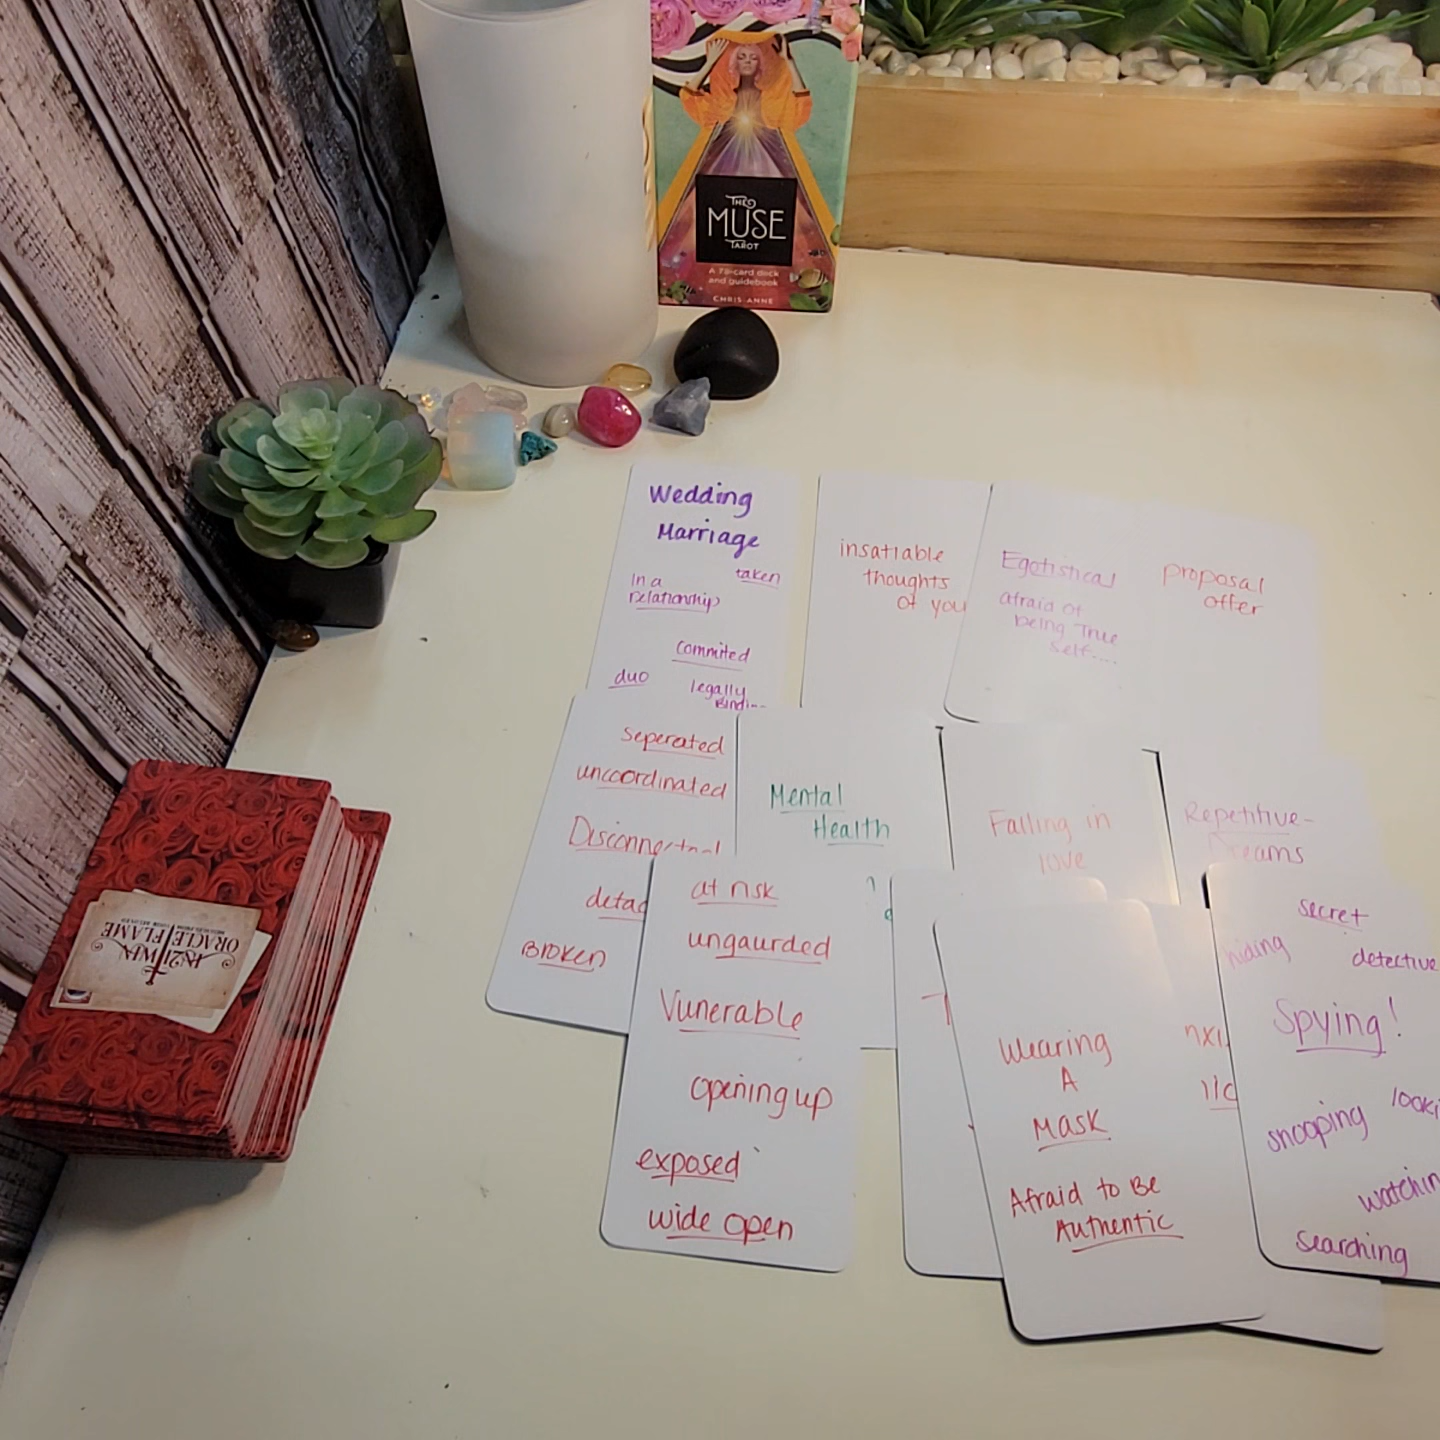 THE
MUSE
TAROT
A 78-card deck
and guidebook
CHRIS-ANNE
Wedding
Marriage
taken
In a
relationship
Commited
duo
legally
insatiable
thoughts
of you
Egotistical
afraid of
being True
Self....
proposal
offer
Seperated
uncoordinated
Broken
Mental
Health
Falling in
love
Repetitive-
Dreams
at risk
ungaurded
Vunerable
opening up
exposed
wide open
Wearing
A
Mask
Afraid to Be
Authentic
secret
hiding
detective
Spying!
snooping
searching
TWIN
FLAME
ORACLE